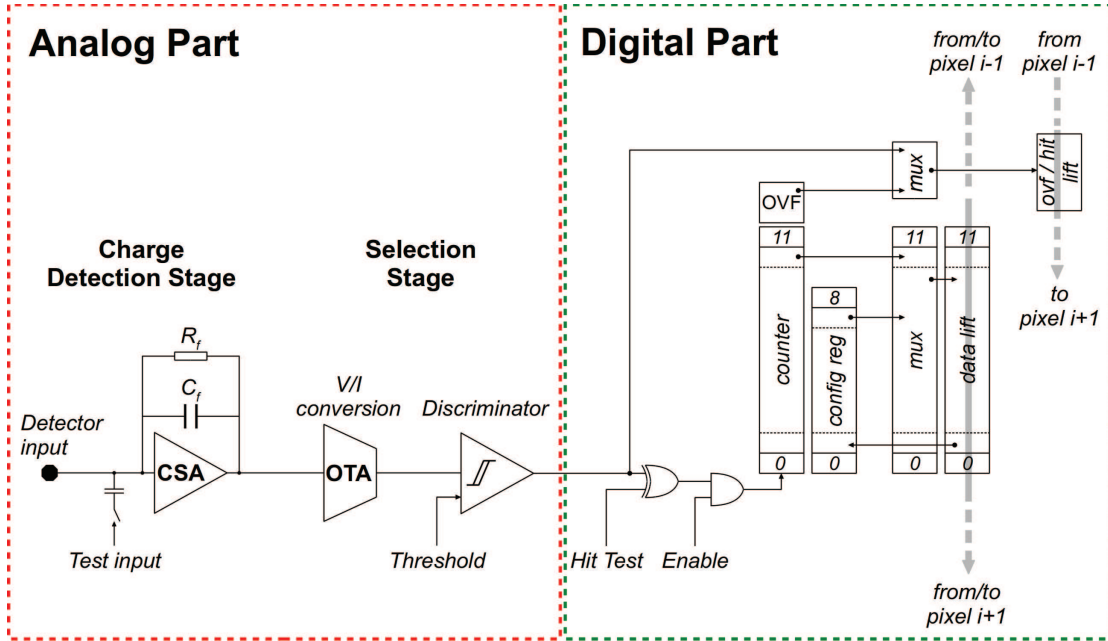 Analog Part
Digital Part
from/to
pixel i-1
from
pixel i-1
mux
ovf / hit
lift
OVF
Charge
Detection Stage
Selection
Stage
11
11
11
8
to
pixel i+1
counter
config reg
mux
data lift
R_f
C_f
V/I
conversion
Discriminator
Detector
input
CSA
OTA
0
0
0
0
Test input
Threshold
Hit Test
Enable
from/to
pixel i+1